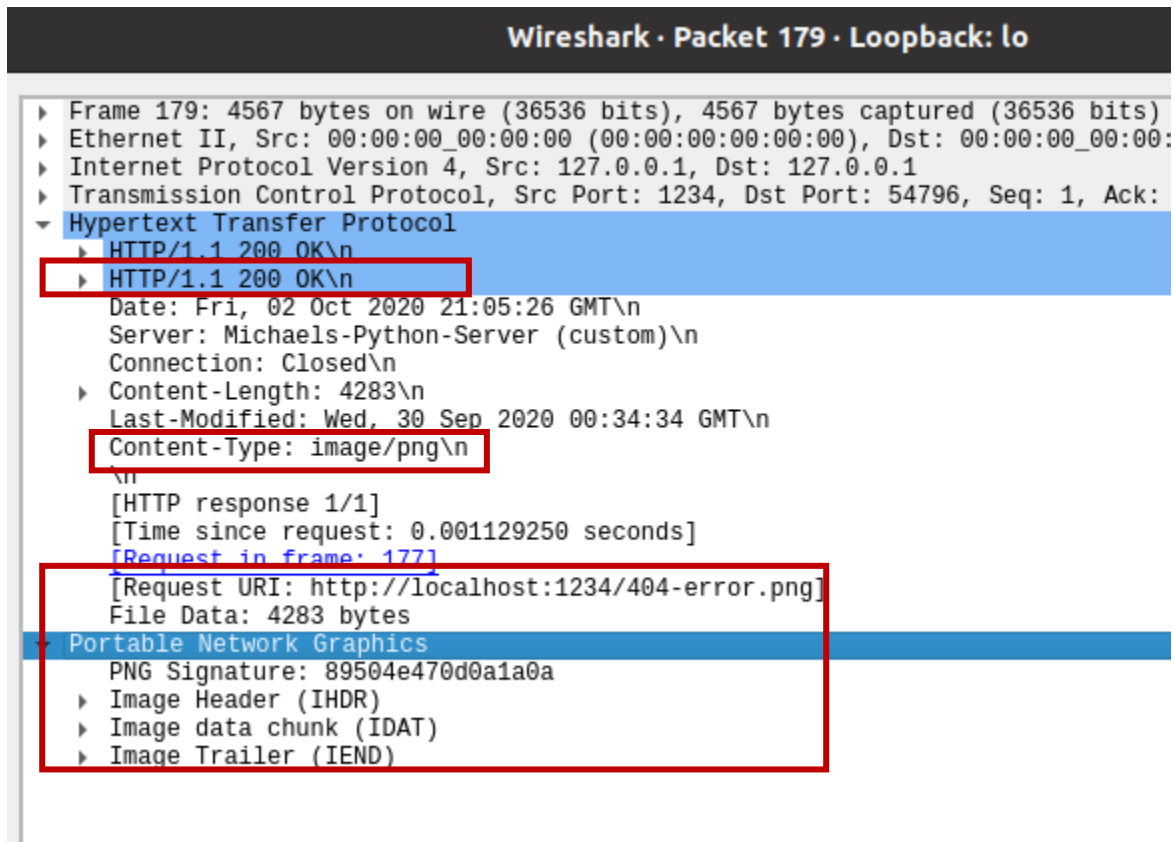 Wireshark · Packet 179 · Loopback: lo
Frame 179: 4567 bytes on wire (36536 bits), 4567 bytes captured (36536 bits)
Ethernet II, Src: 00:00:00_00:00:00 (00:00:00:00:00:00), Dst: 00:00:00_00:00:
Internet Protocol Version 4, Src: 127.0.0.1, Dst: 127.0.0.1
Transmission Control Protocol, Src Port: 1234, Dst Port: 54796, Seq: 1, Ack:
Hypertext Transfer Protocol
HTTP/1.1 200 OK\n
HTTP/1.1 200 OK\n
Date: Fri, 02 Oct 2020 21:05:26 GMT\n
Server: Michaels-Python-Server (custom)\n
Connection: Closed\n
Content-Length: 4283\n
Last-Modified: Wed, 30 Sep 2020 00:34:34 GMT\n
Content-Type: image/png\n
\n
[HTTP response 1/1]
[Time since request: 0.001129250 seconds]
[Request in frame: 177]
[Request URI: http://localhost:1234/404-error.png]
File Data: 4283 bytes
Portable Network Graphics
PNG Signature: 89504e470d0a1a0a
Image Header (IHDR)
Image data chunk (IDAT)
Image Trailer (IEND)